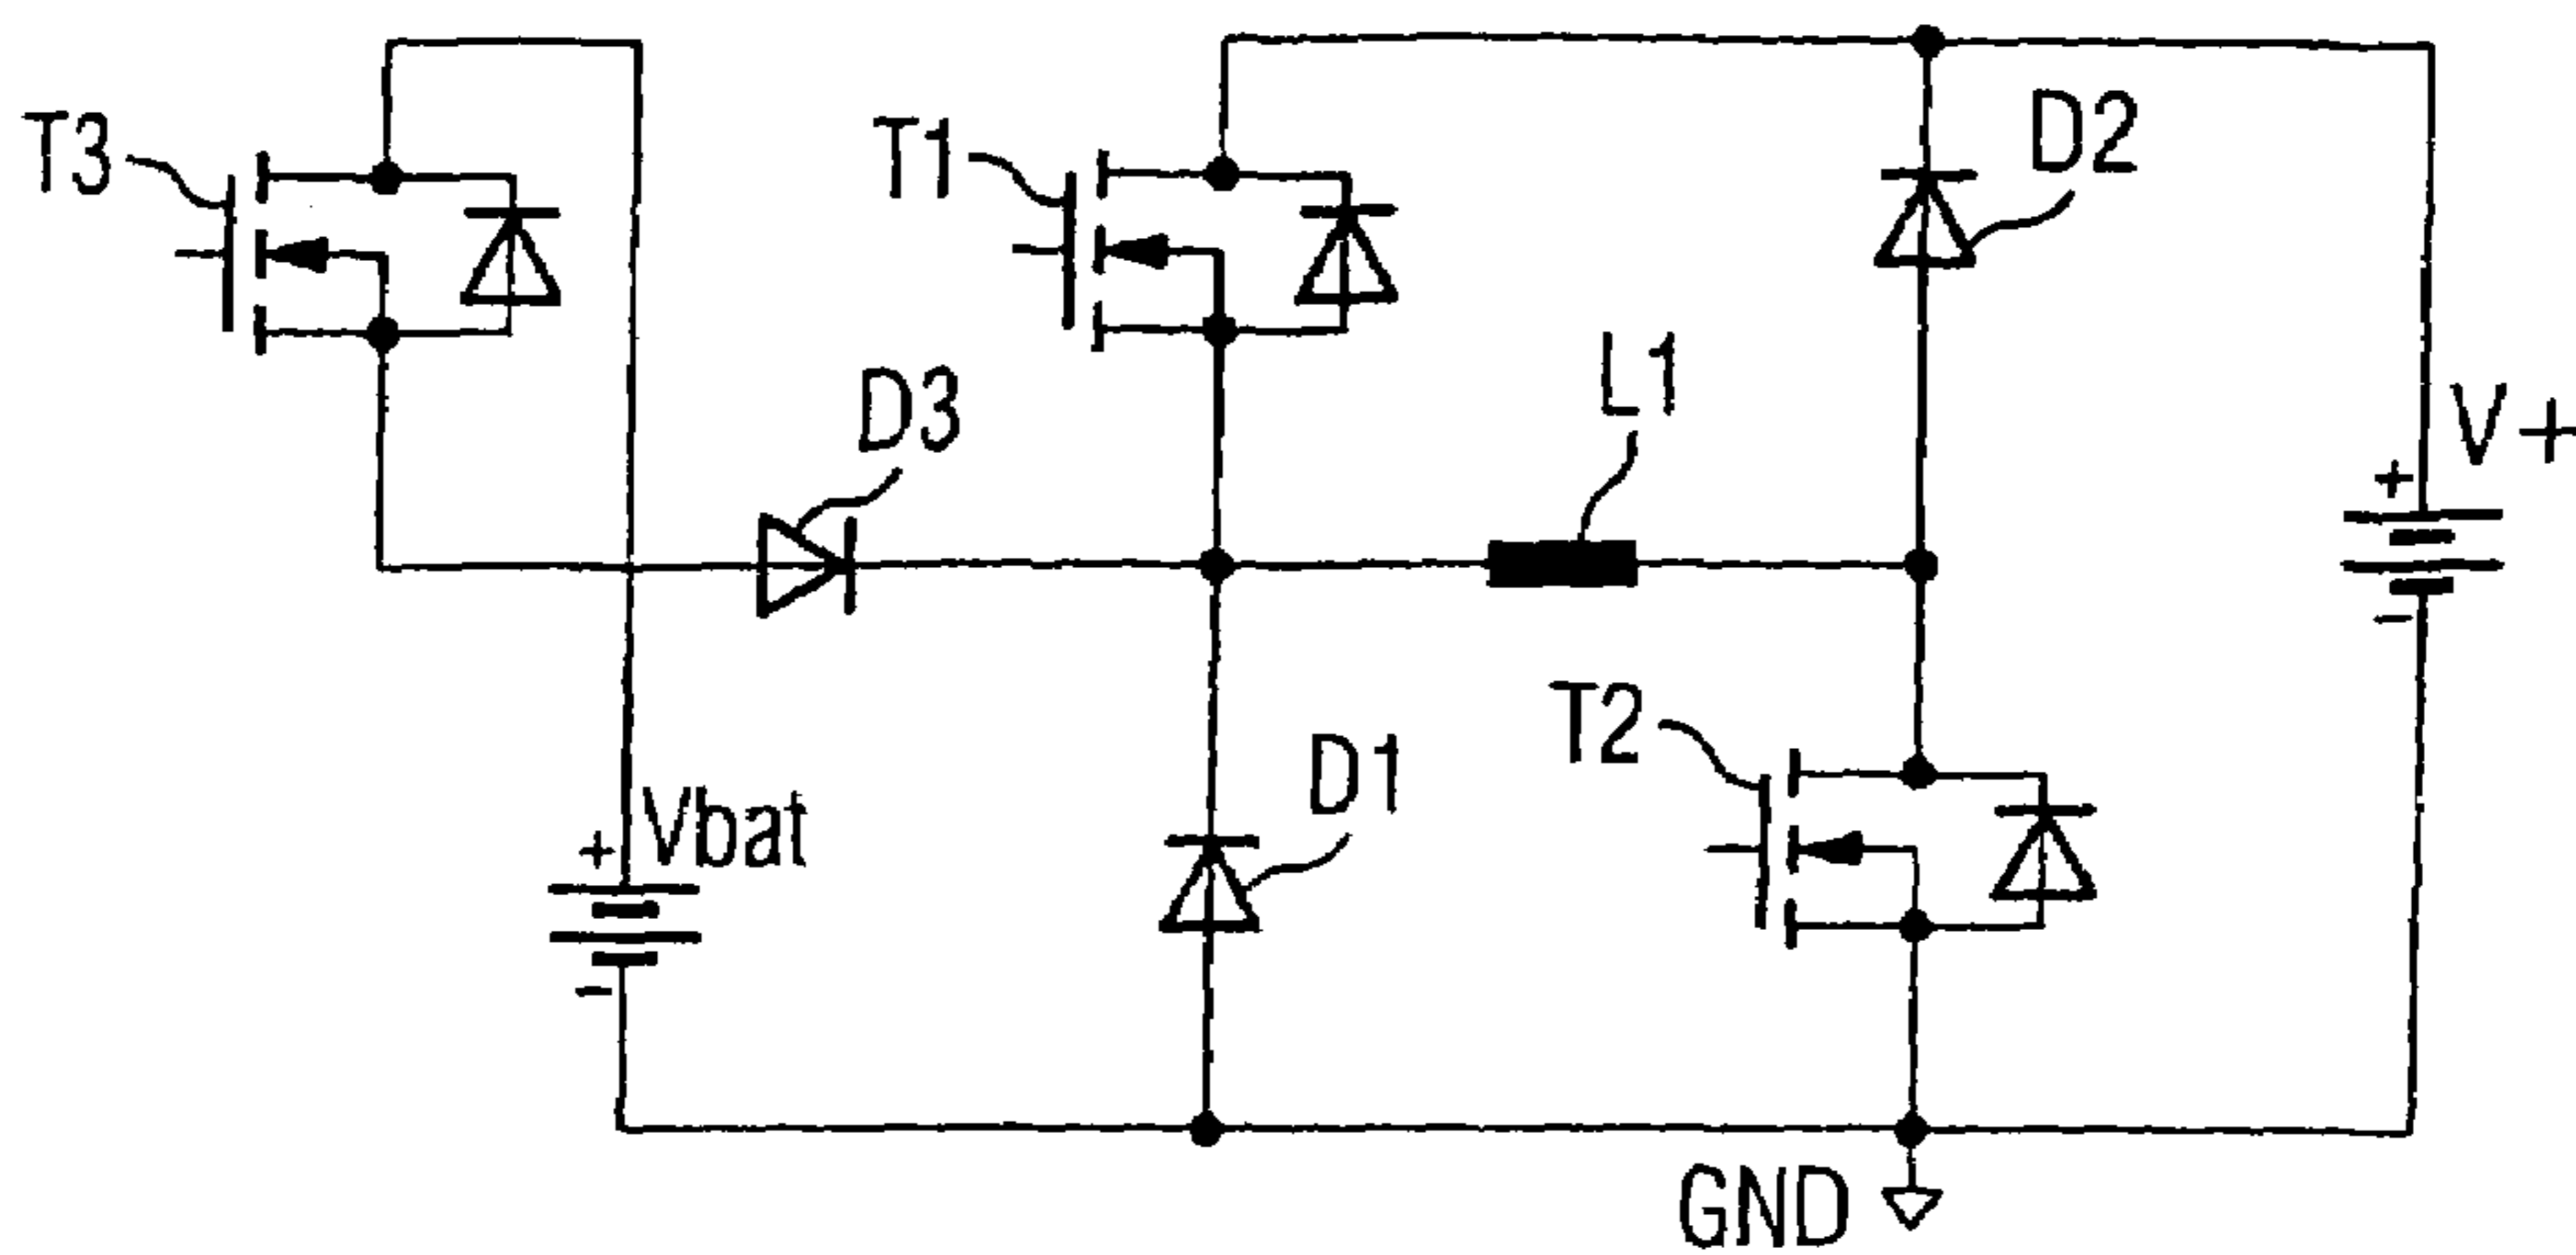 T3
T1
D2
D3
L1
V+
+
-
T2
D1
Vbat
+
-
GND